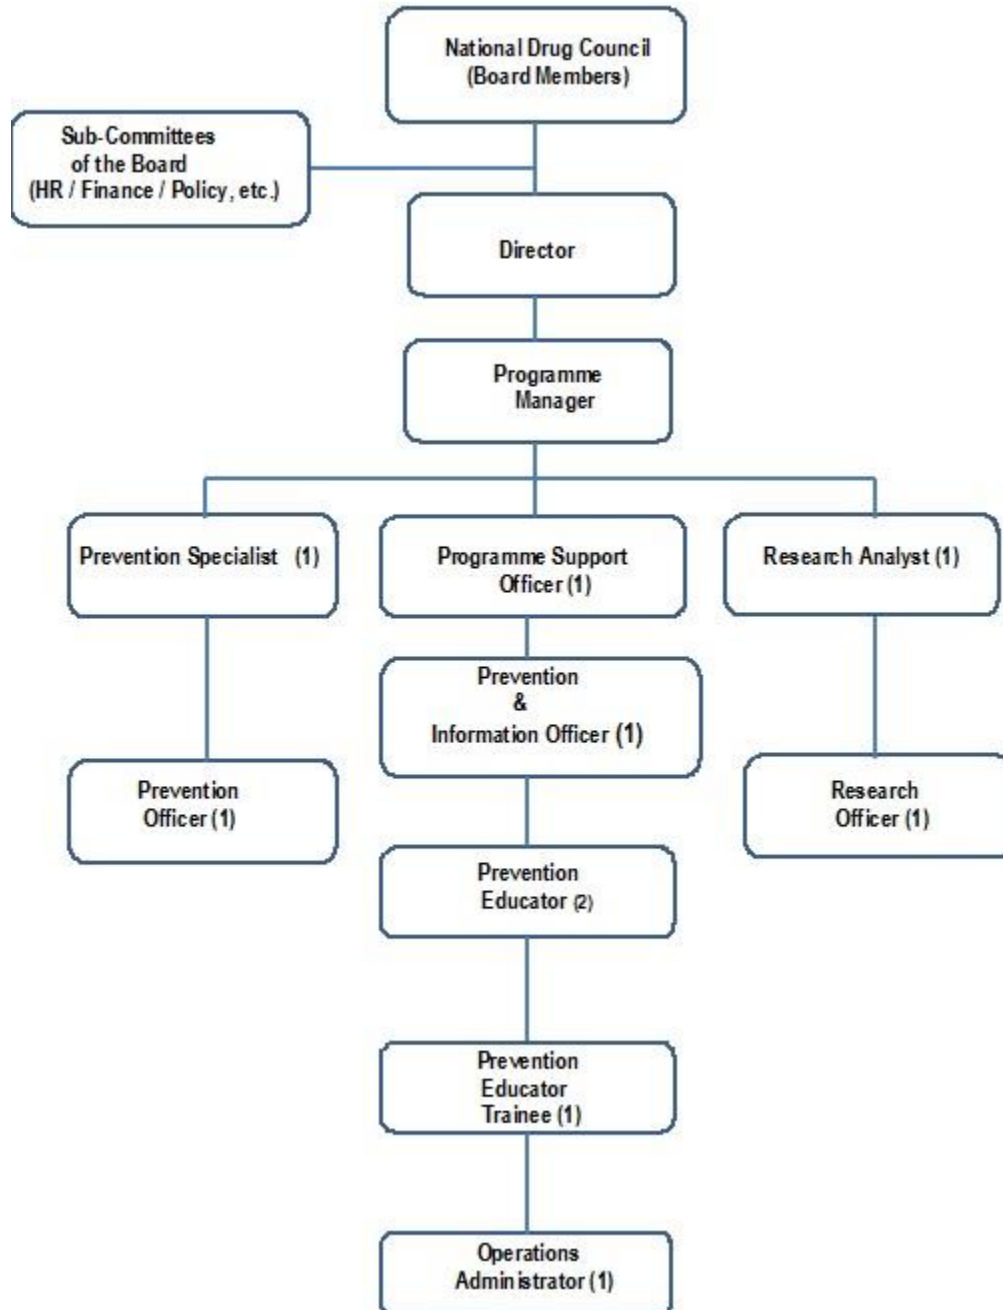 National Drug Council
(Board Members)
Sub-Committees
of the Board
(HR / Finance / Policy, etc.)
Director
Programme
Manager
Prevention Specialist (1)
Programme Support
Officer (1)
Research Analyst (1)
Prevention
&
Information Officer (1)
Prevention
Officer (1)
Research
Officer (1)
Prevention
Educator (2)
Prevention
Educator
Trainee (1)
Operations
Administrator (1)